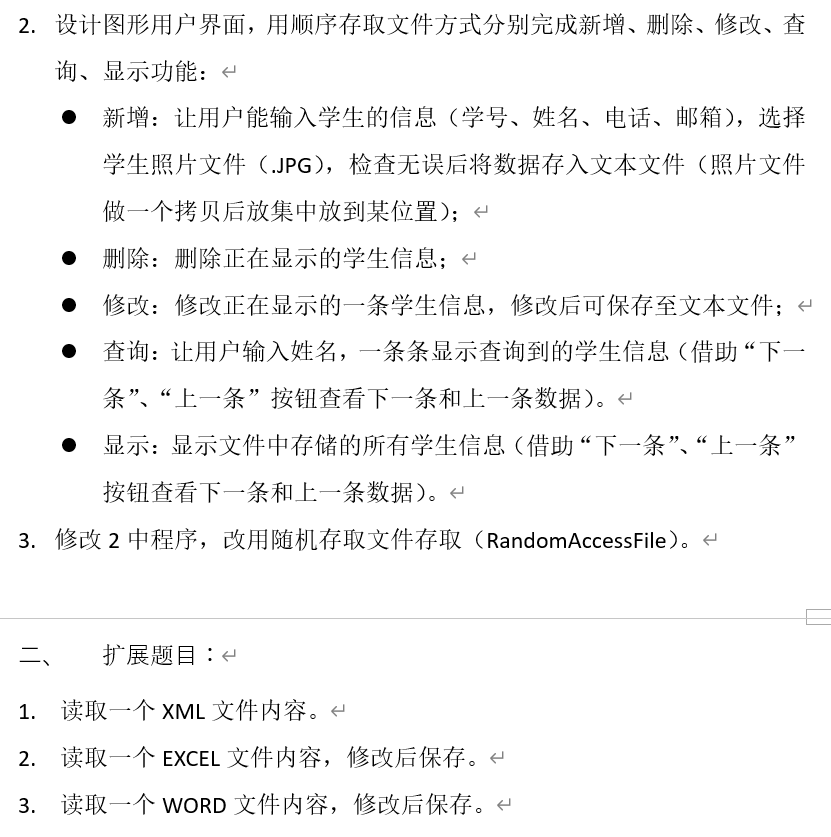 2. 设计图形用户界面，用顺序存取文件方式分别完成新增、删除、修改、查
询、显示功能：
● 新增：让用户能输入学生的信息（学号、姓名、电话、邮箱），选择
学生照片文件（.JPG），检查无误后将数据存入文本文件（照片文件
做一个拷贝后放集中放到某位置）；
● 删除：删除正在显示的学生信息；
● 修改：修改正在显示的一条学生信息，修改后可保存至文本文件；
● 查询：让用户输入姓名，一条条显示查询到的学生信息（借助“下一
条”、“上一条” 按钮查看下一条和上一条数据）。
● 显示：显示文件中存储的所有学生信息（借助“下一条”、“上一条”
按钮查看下一条和上一条数据）。
3. 修改 2 中程序，改用随机存取文件存取（RandomAccessFile）。
二、 扩展题目：
1. 读取一个 XML 文件内容。
2. 读取一个 EXCEL 文件内容，修改后保存。
3. 读取一个 WORD 文件内容，修改后保存。